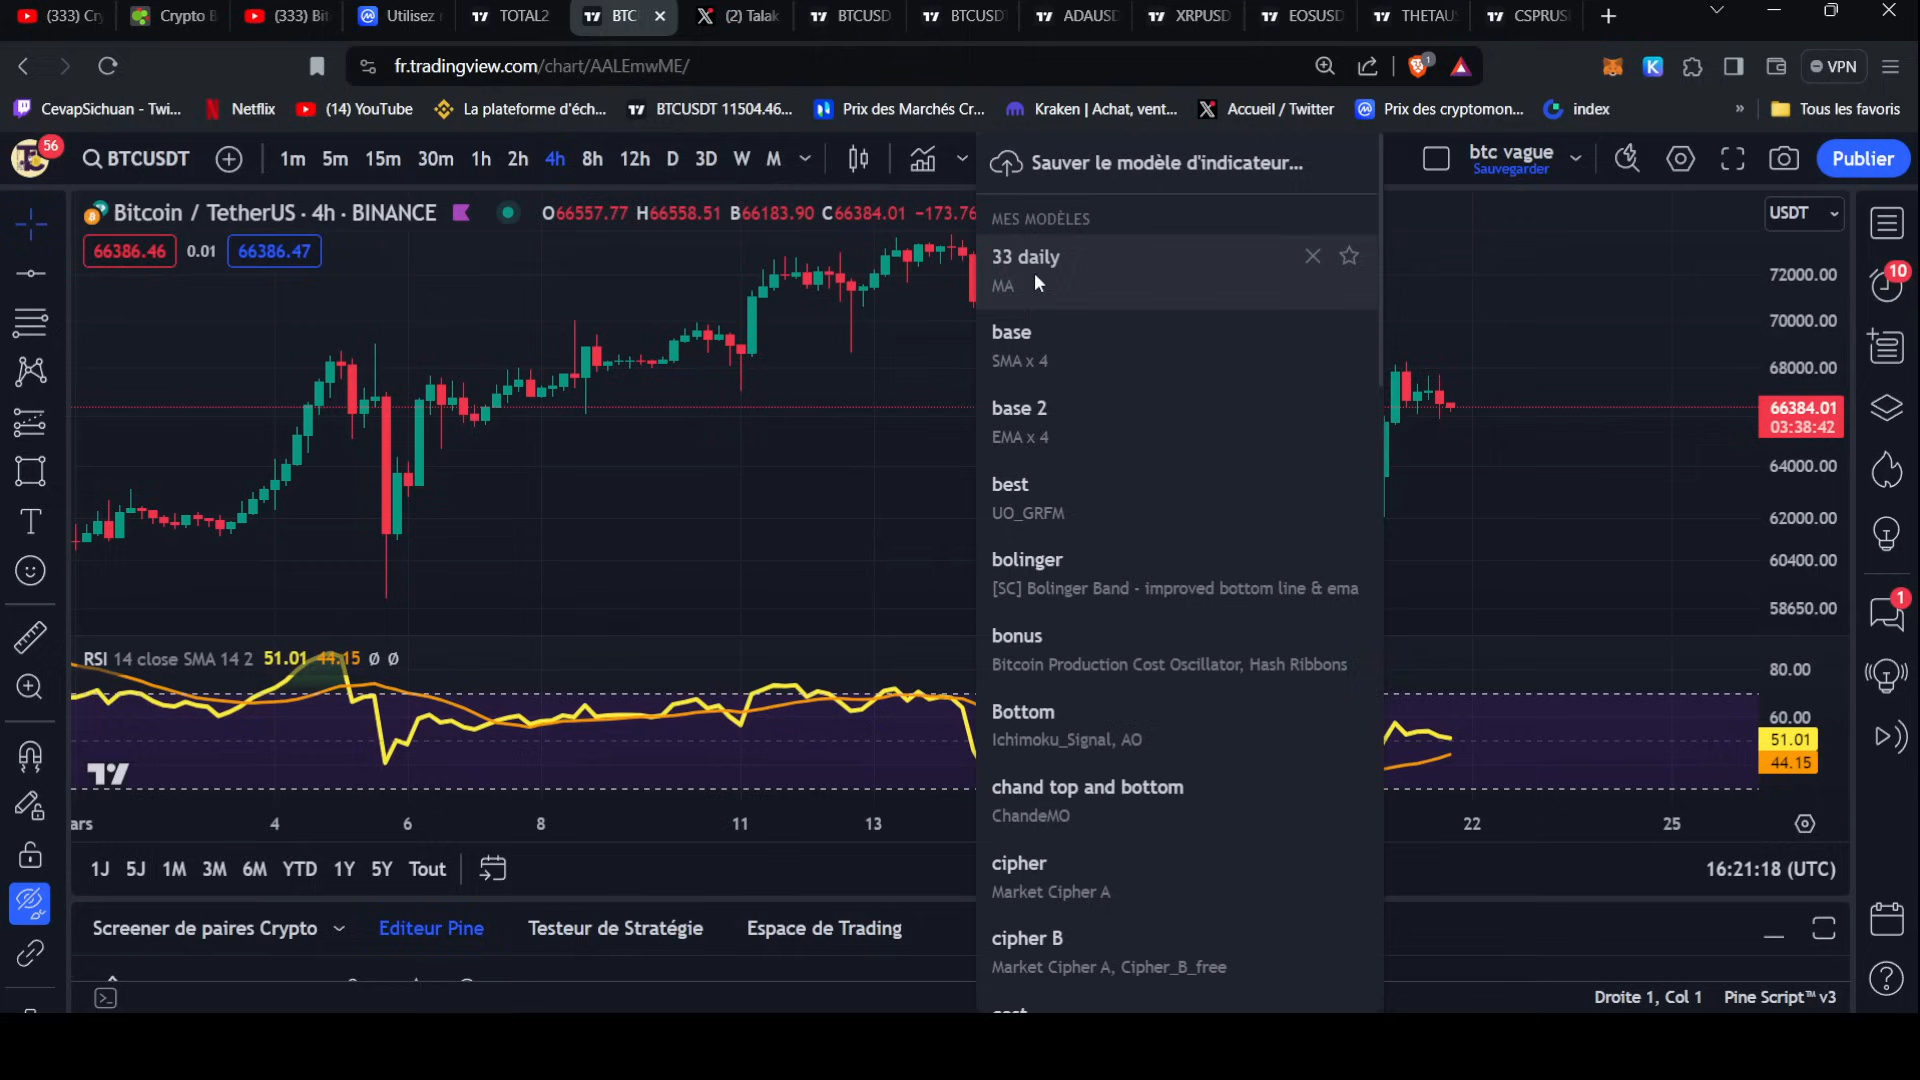 (333) Cr
Crypto B
(333) Bit
Utilisez
TOTAL2
BTC
(2) Talak
BTCUSD
BTCUSD
ADAUSD
XRPUSD
EOSUSD
THETAUS
CSPRUS
fr.tradingview.com/chart/AALEmwME/
VPN
CevapSichuan - Twi...
Netflix
(14) YouTube
La plateforme d'éch...
BTCUSDT 11504.46...
Prix des Marchés Cr...
Kraken | Achat, vent...
Accueil / Twitter
Prix des cryptomon...
index
»
Tous les favoris
56
BTCUSDT
1m 5m 15m 30m 1h 2h 4h 8h 12h D 3D W M
Sauver le modèle d'indicateur...
btc vague
Sauvegarder
Publier
Bitcoin / TetherUS · 4h · BINANCE
O66557.77 H66558.51 B66183.90 C66384.01 −173.76
66386.46 0.01 66386.47
USDT
MES MODÈLES
33 daily
MA
base
SMA x 4
base 2
EMA x 4
best
UO_GRFM
bolinger
[SC] Bolinger Band - improved bottom line & ema
bonus
Bitcoin Production Cost Oscillator, Hash Ribbons
Bottom
Ichimoku_Signal, AO
chand top and bottom
ChandeMO
cipher
Market Cipher A
cipher B
Market Cipher A, Cipher_B_free
72000.00
70000.00
68000.00
66384.01
03:38:42
64000.00
62000.00
60400.00
58650.00
10
1
RSI 14 close SMA 14 2 51.01 44.15 Ø Ø
80.00
60.00
51.01
44.15
ars 4 6 8 11 13 22 25
1J 5J 1M 3M 6M YTD 1Y 5Y Tout
16:21:18 (UTC)
Screener de paires Crypto
Editeur Pine
Testeur de Stratégie
Espace de Trading
Droite 1, Col 1
Pine Script™ v3